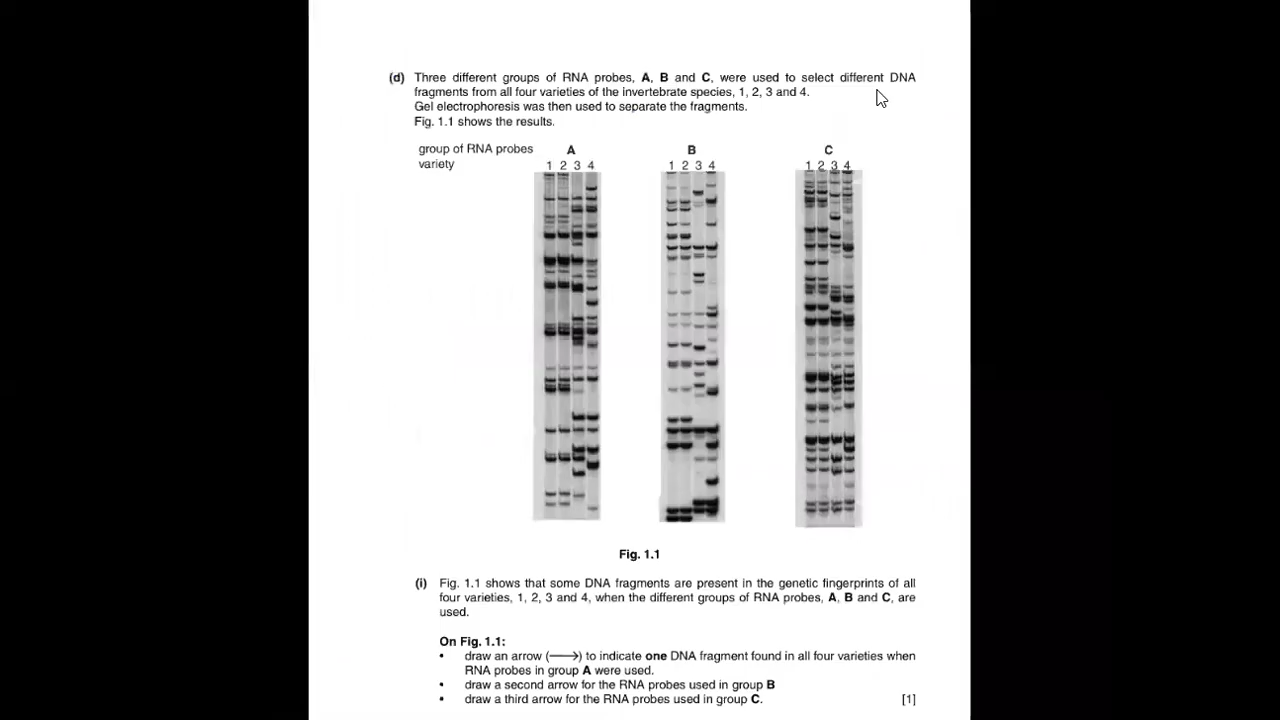 (d) Three different groups of RNA probes, A, B and C, were used to select different DNA
fragments from all four varieties of the invertebrate species, 1, 2, 3 and 4.
Gel electrophoresis was then used to separate the fragments.
Fig. 1.1 shows the results.
group of RNA probes A B C
variety 1 2 3 4 1 2 3 4 1 2 3 4
Fig. 1.1
(i) Fig. 1.1 shows that some DNA fragments are present in the genetic fingerprints of all
four varieties, 1, 2, 3 and 4, when the different groups of RNA probes, A, B and C, are
used.
On Fig. 1.1:
• draw an arrow (⟶) to indicate one DNA fragment found in all four varieties when
RNA probes in group A were used.
• draw a second arrow for the RNA probes used in group B
• draw a third arrow for the RNA probes used in group C. [1]